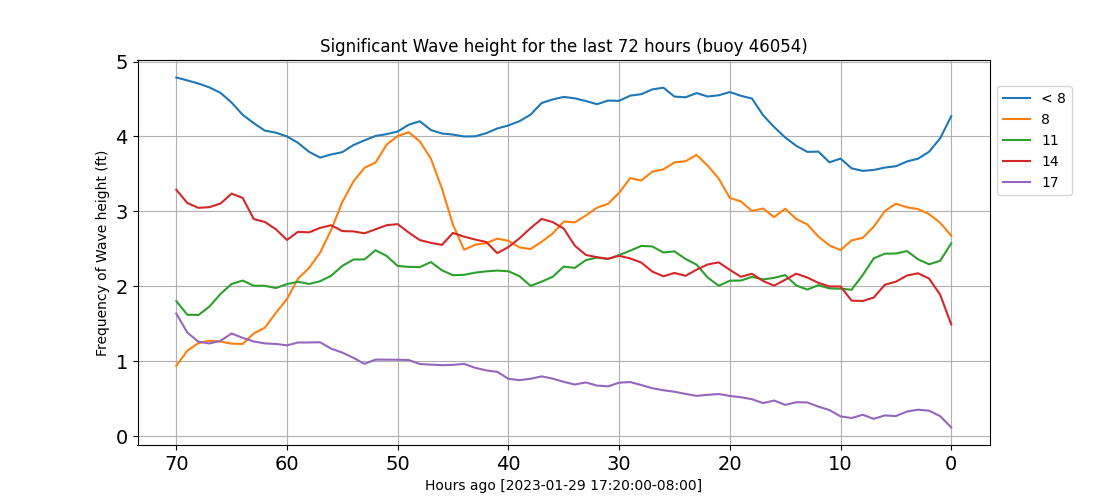 Significant Wave height for the last 72 hours (buoy 46054)
5
4
3
2
1
0
Frequency of Wave height (ft)
70 60 50 40 30 20 10 0
Hours ago [2023-01-29 17:20:00-08:00]
< 8
8
11
14
17